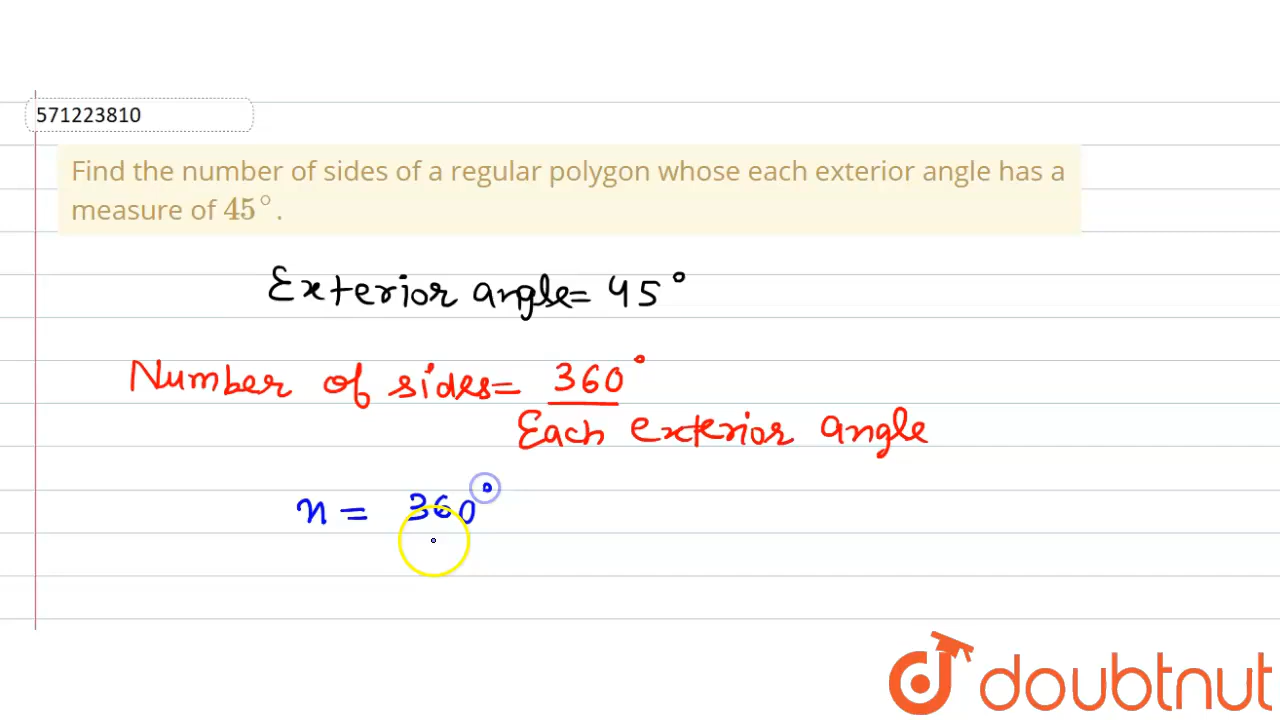 571223810
Find the number of sides of a regular polygon whose each exterior angle has a
measure of 45°.
Exterior angle= 45°
Number of sides= 360°
Each exterior angle
n = 360°
doubtnut